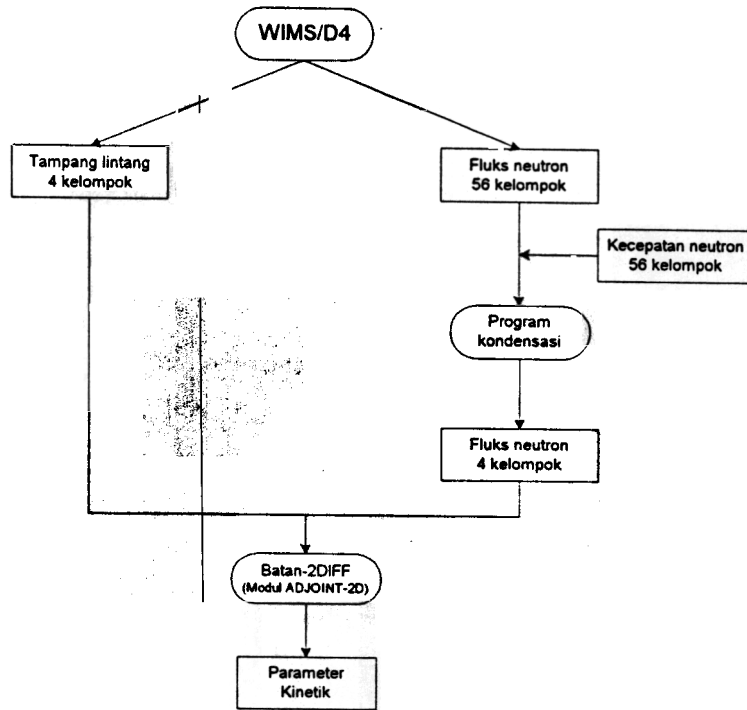 WIMS/D4
Tampang lintang
4 kelompok
Fluks neutron
56 kelompok
Kecepatan neutron
56 kelompok
Program
kondensasi
Fluks neutron
4 kelompok
Batan-2DIFF
(Modul ADJOINT-2D)
Parameter
Kinetik